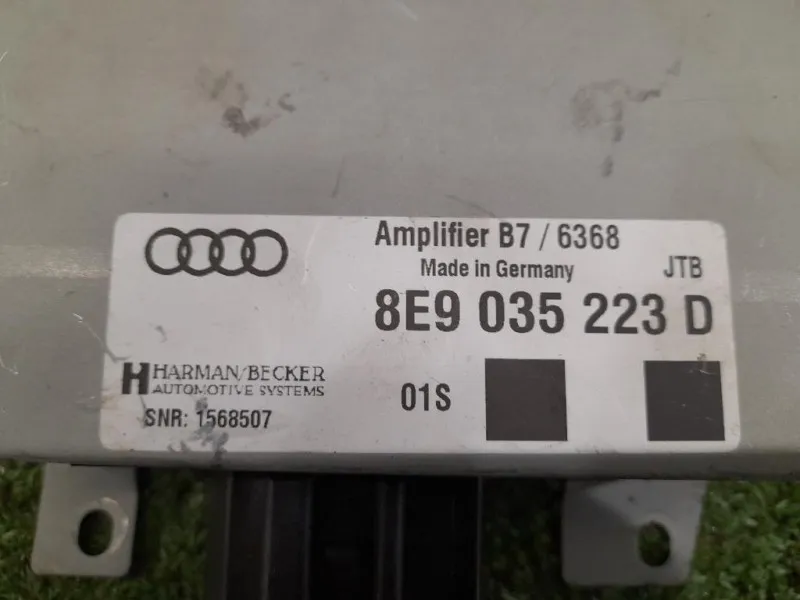 Amplifier B7 / 6368
Made in Germany JTB
8E9 035 223 D
HARMAN/BECKER
AUTOMOTIVE SYSTEMS
01S
SNR: 1568507